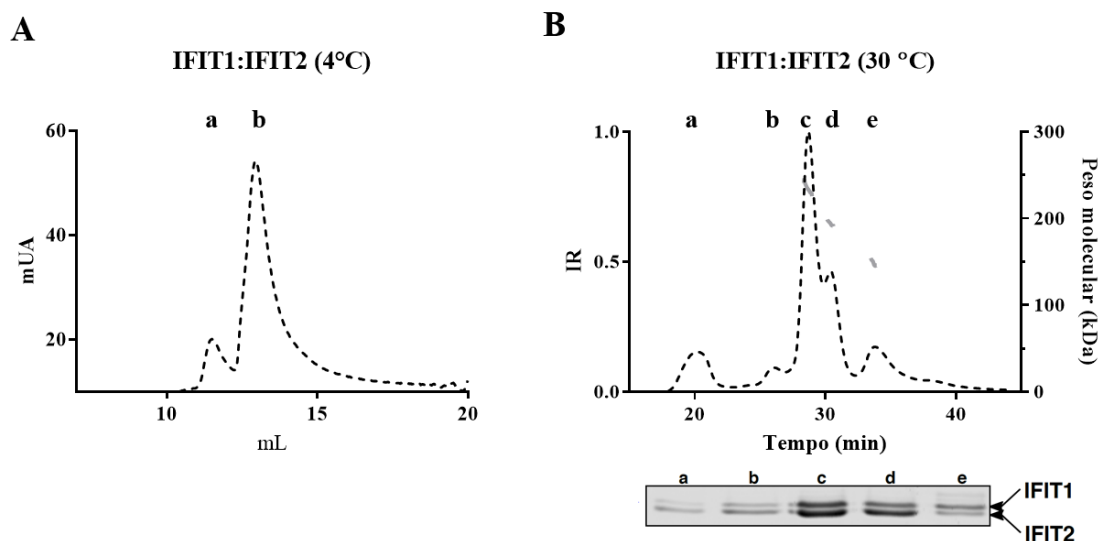 A
IFIT1:IFIT2 (4°C)
a b
60
40
20
mUA
10 15 20
mL
B
IFIT1:IFIT2 (30 °C)
a b c d e
1.0
0.5
0.0
IR
300
200
100
0
Peso molecular (kDa)
20 30 40
Tempo (min)
a b c d e
IFIT1
IFIT2